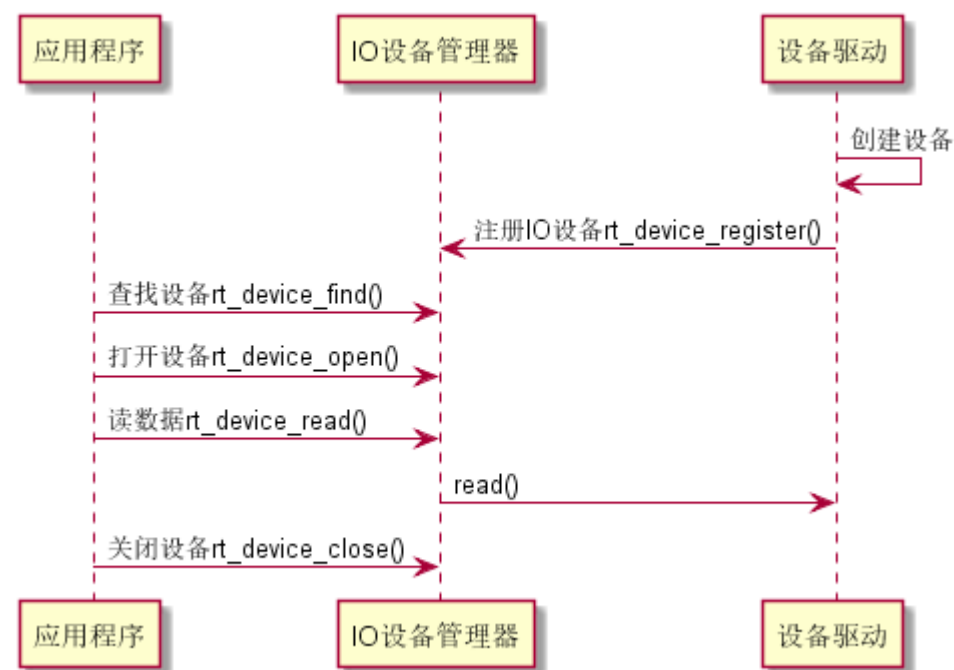 应用程序
IO设备管理器
设备驱动
创建设备
注册IO设备rt_device_register()
查找设备rt_device_find()
打开设备rt_device_open()
读数据rt_device_read()
read()
关闭设备rt_device_close()
应用程序
IO设备管理器
设备驱动